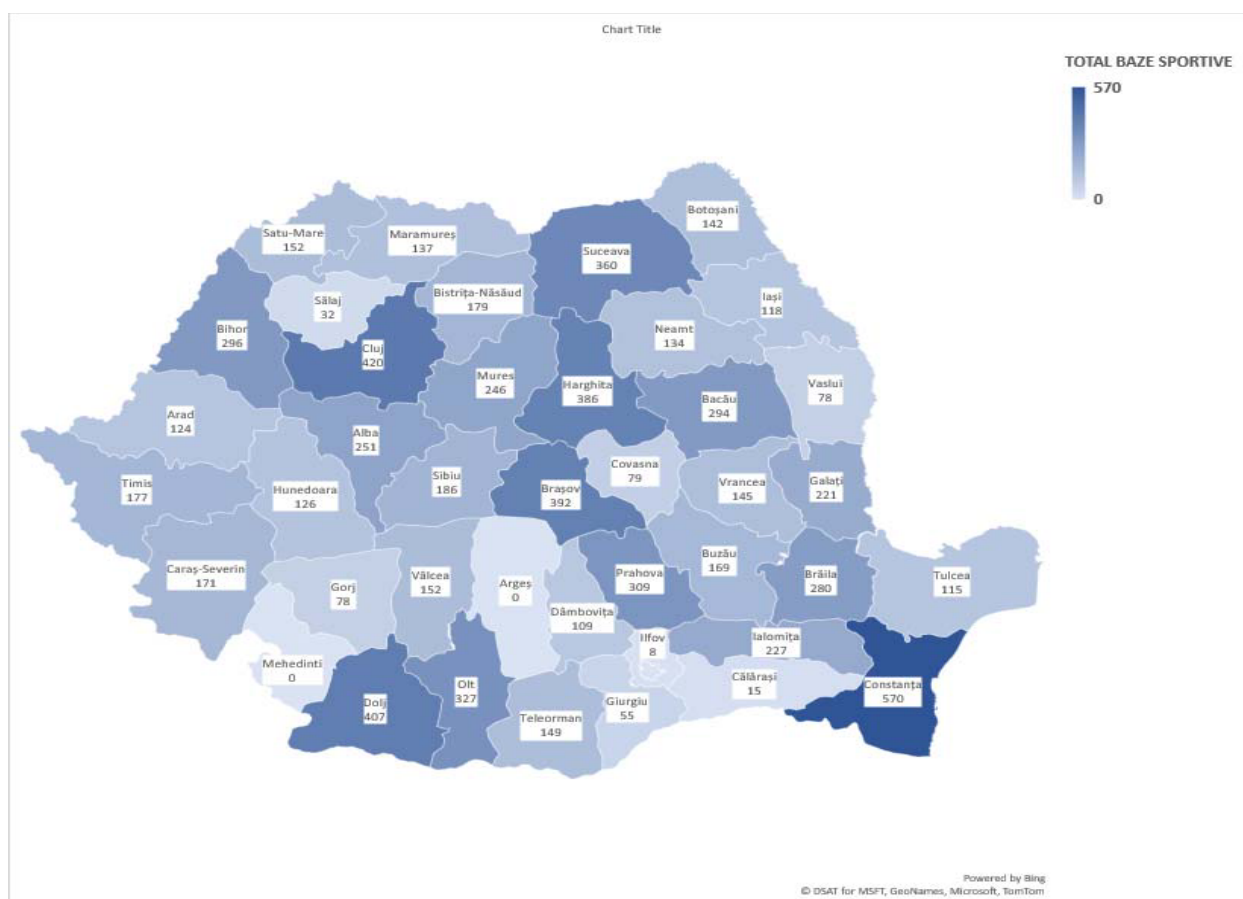 Chart Title
TOTAL BAZE SPORTIVE
570
0
Botoșani
142
Satu-Mare
152
Maramureș
137
Suceava
360
Bistrița-Năsăud
179
Sălaj
32
Iași
118
Bihor
296
Neamt
134
Cluj
420
Mures
246
Harghita
386
Vaslui
78
Bacău
294
Arad
124
Alba
251
Covasna
79
Timis
177
Hunedoara
126
Sibiu
186
Brașov
392
Vrancea
145
Galați
221
Buzău
169
Caraș-Severin
171
Gorj
78
Vâlcea
152
Argeș
0
Prahova
309
Brăila
280
Tulcea
115
Dâmbovița
109
Ilfov
8
Ialomița
227
Mehedinti
0
Călărași
15
Constanța
570
Dolj
407
Olt
327
Giurgiu
55
Teleorman
149
Powered by Bing
© DSAT for MSFT, GeoNames, Microsoft, TomTom